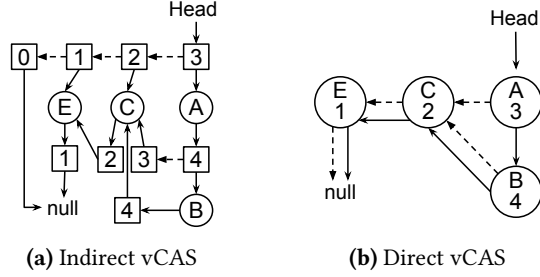 Head
0 1 2 3
E C A
1 2 3 4
null 4 B
(a) Indirect vCAS
Head
E 1
C 2
A 3
B 4
null
(b) Direct vCAS